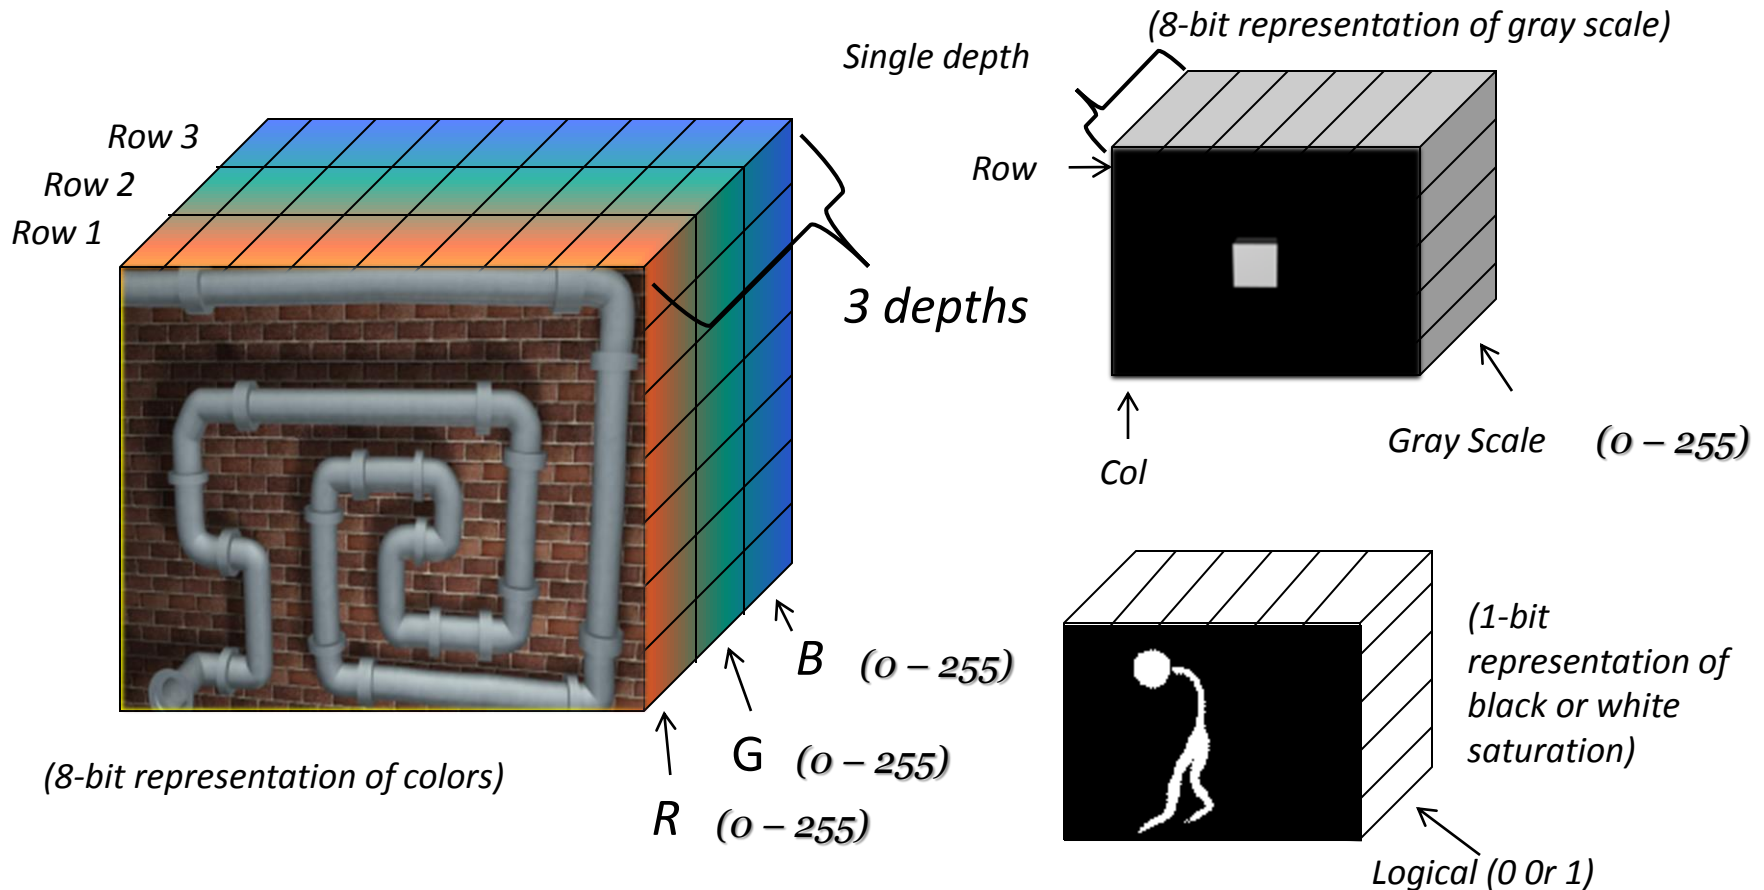 (8-bit representation of gray scale)
Single depth
Row 3
Row 2
Row 1
Row
3 depths
Gray Scale (0 – 255)
Col
B (0 – 255)
G (0 – 255)
R (0 – 255)
(8-bit representation of colors)
(1-bit
representation of
black or white
saturation)
Logical (0 0r 1)